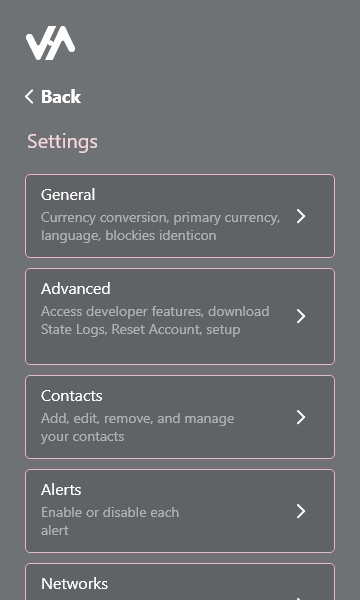 Back
Settings
General
Currency conversion, primary currency,
language, blockies identicon
Advanced
Access developer features, download
State Logs, Reset Account, setup
Contacts
Add, edit, remove, and manage
your contacts
Alerts
Enable or disable each
alert
Networks